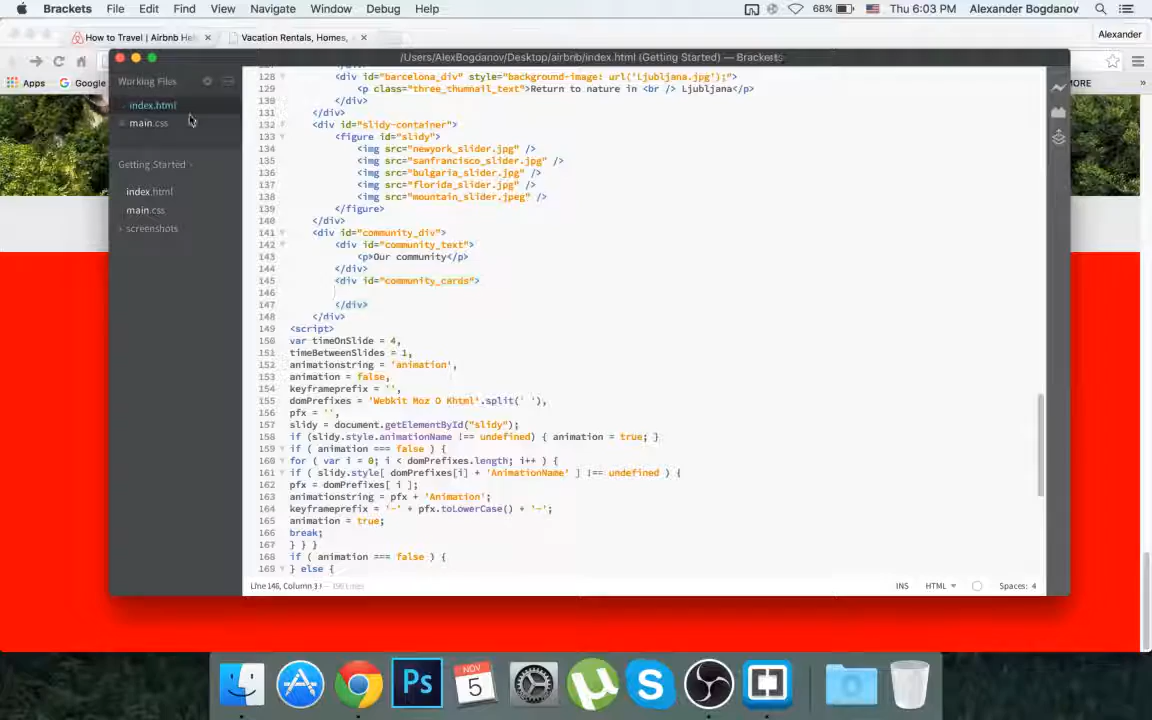 Brackets File Edit Find View Navigate Window Debug Help 68% Thu 6:03 PM Alexander Bogdanov
How to Travel | Airbnb He Vacation Rentals, Homes, Alexander
/Users/AlexBogdanov/Desktop/airbnb/index.html (Getting Started) — Brackets
Apps Google
Working Files
index.html
main.css
Getting Started
index.html
main.css
screenshots
128 <div id="barcelona_div" style="background-image: url('Ljubljana.jpg');">
129 <p class="three_thumnail_text">Return to nature in <br /> Ljubljana</p>
130 </div>
131 </div>
132 <div id="slidy-container">
133 <figure id="slidy">
134 <img src="newyork_slider.jpg" />
135 <img src="sanfrancisco_slider.jpg" />
136 <img src="bulgaria_slider.jpg" />
137 <img src="florida_slider.jpg" />
138 <img src="mountain_slider.jpeg" />
139 </figure>
140 </div>
141 <div id="community_div">
142 <div id="community_text">
143 <p>Our community</p>
144 </div>
145 <div id="community_cards">
146
147 </div>
148 </div>
149 <script>
150 var timeOnSlide = 4,
151 timeBetweenSlides = 1,
152 animationstring = 'animation',
153 animation = false,
154 keyframeprefix = '',
155 domPrefixes = 'Webkit Moz O Khtml'.split(' '),
156 pfx = '',
157 slidy = document.getElementById("slidy");
158 if (slidy.style.animationName !== undefined) { animation = true; }
159 if ( animation === false ) {
160 for ( var i = 0; i < domPrefixes.length; i++ ) {
161 if ( slidy.style[ domPrefixes[i] + 'AnimationName' ] !== undefined ) {
162 pfx = domPrefixes[ i ];
163 animationstring = pfx + 'Animation';
164 keyframeprefix = '-' + pfx.toLowerCase() + '-';
165 animation = true;
166 break;
167 } } }
168 if ( animation === false ) {
169 } else {
INS HTML Spaces: 4
NOV
5